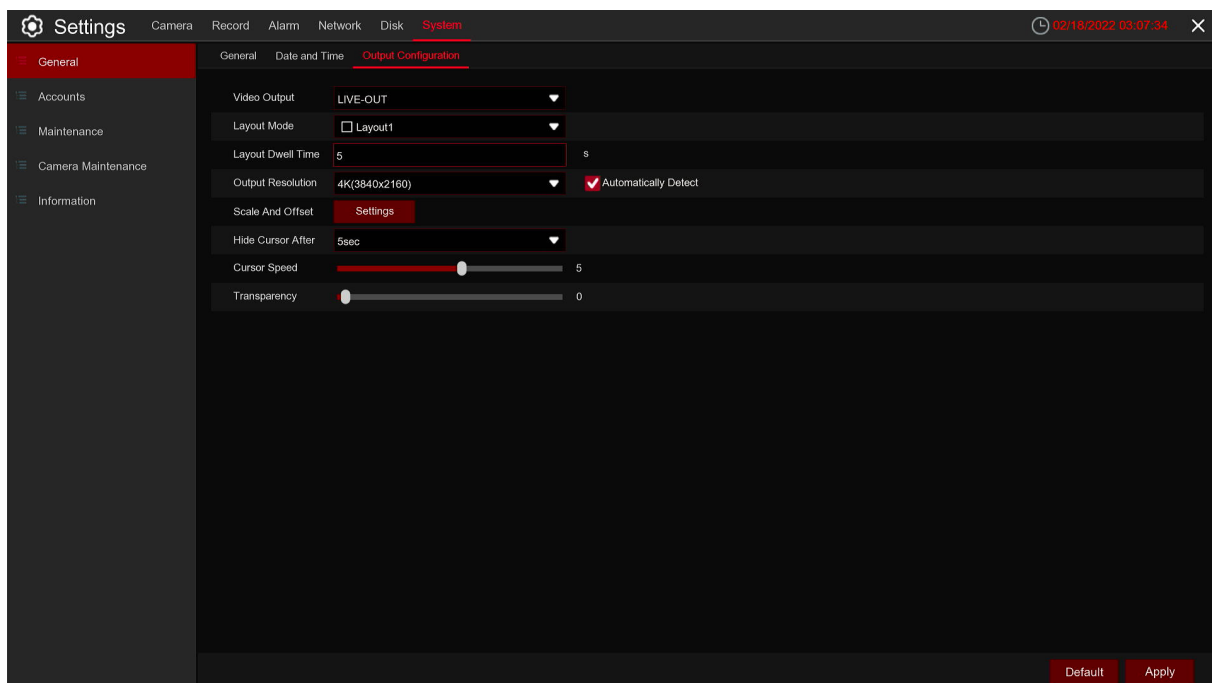 Settings Camera Record Alarm Network Disk System 02/18/2022 03:07:34
General Date and Time Output Configuration
General
Accounts
Maintenance
Camera Maintenance
Information
Video Output LIVE-OUT
Layout Mode Layout1
Layout Dwell Time 5 s
Output Resolution 4K(3840x2160) Automatically Detect
Scale And Offset Settings
Hide Cursor After 5sec
Cursor Speed 5
Transparency 0
Default Apply